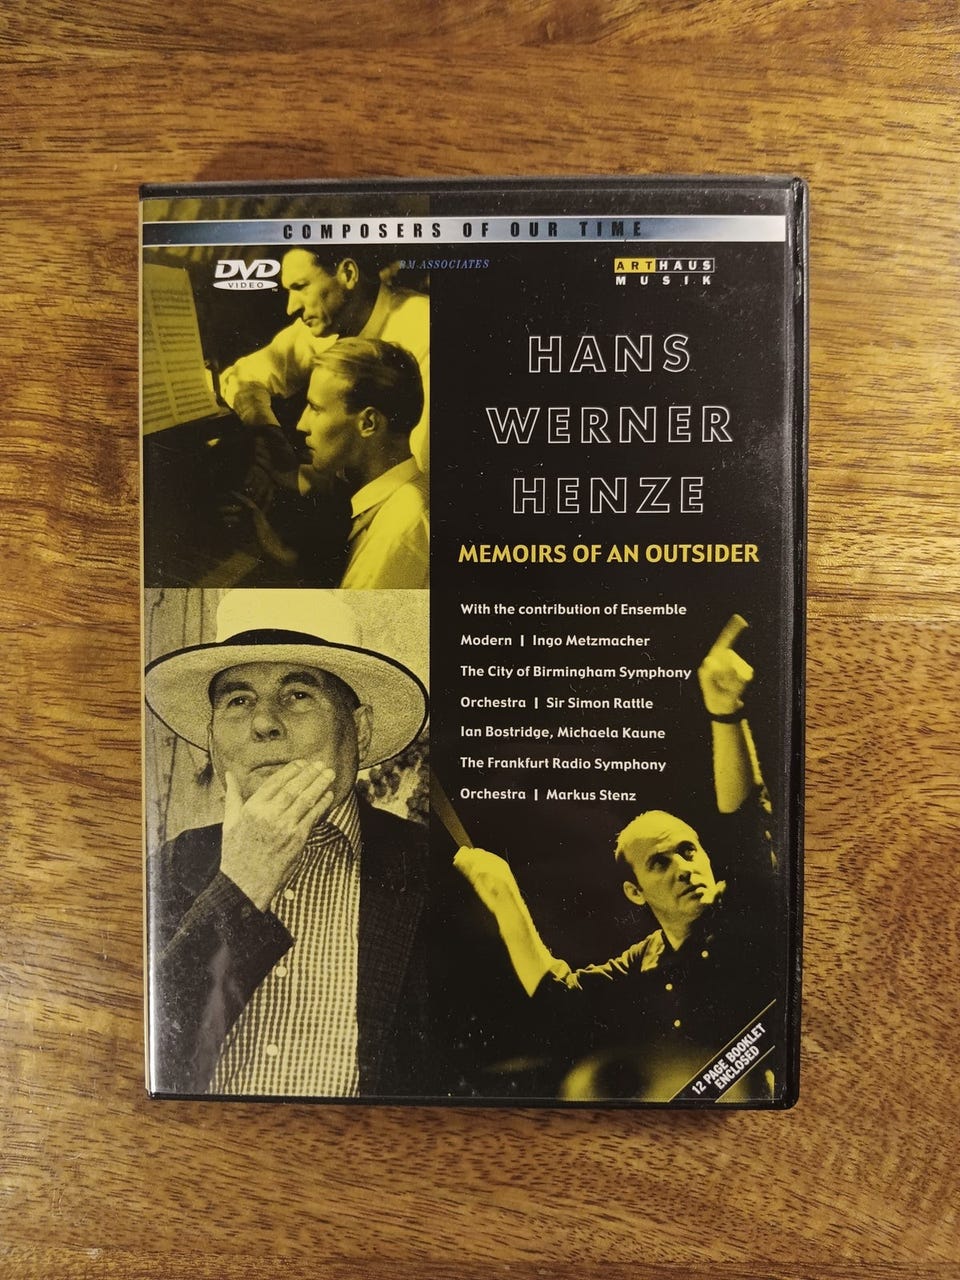 COMPOSERS OF OUR TIME
DVD
VIDEO
TM
RM ASSOCIATES
ARTHAUS
MUSIK
HANS
WERNER
HENZE
MEMOIRS OF AN OUTSIDER
With the contribution of Ensemble
Modern | Ingo Metzmacher
The City of Birmingham Symphony
Orchestra | Sir Simon Rattle
Ian Bostridge, Michaela Kaune
The Frankfurt Radio Symphony
Orchestra | Markus Stenz
12 PAGE BOOKLET
ENCLOSED